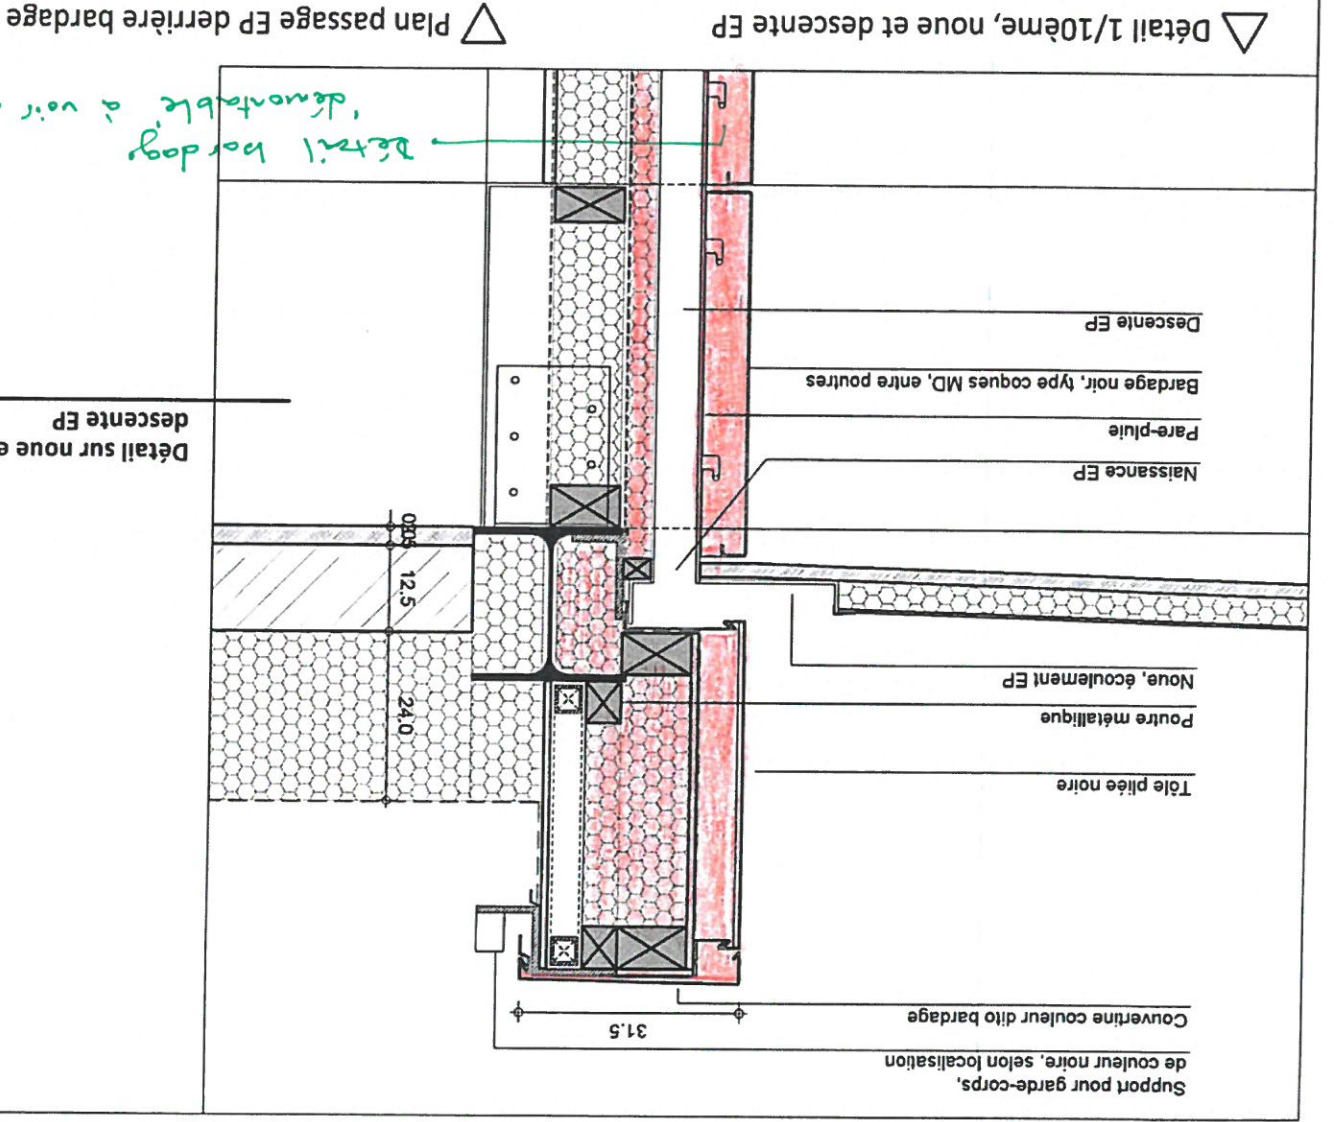 Support pour garde-corps,
de couleur noire, selon localisation
Couvertine couleur dito bardage
31.5
Tôle pliée noire
Poutre métallique
Noue, écoulement EP
24.0
12.5
Naissance EP
Pare-pluie
Bardage noir, type coques MD, entre poutres
Descente EP
Détail sur noue e
descente EP
Détail bardage
"démontable" à voir
Détail 1/10ème, noue et descente EP
Plan passage EP derrière bardage